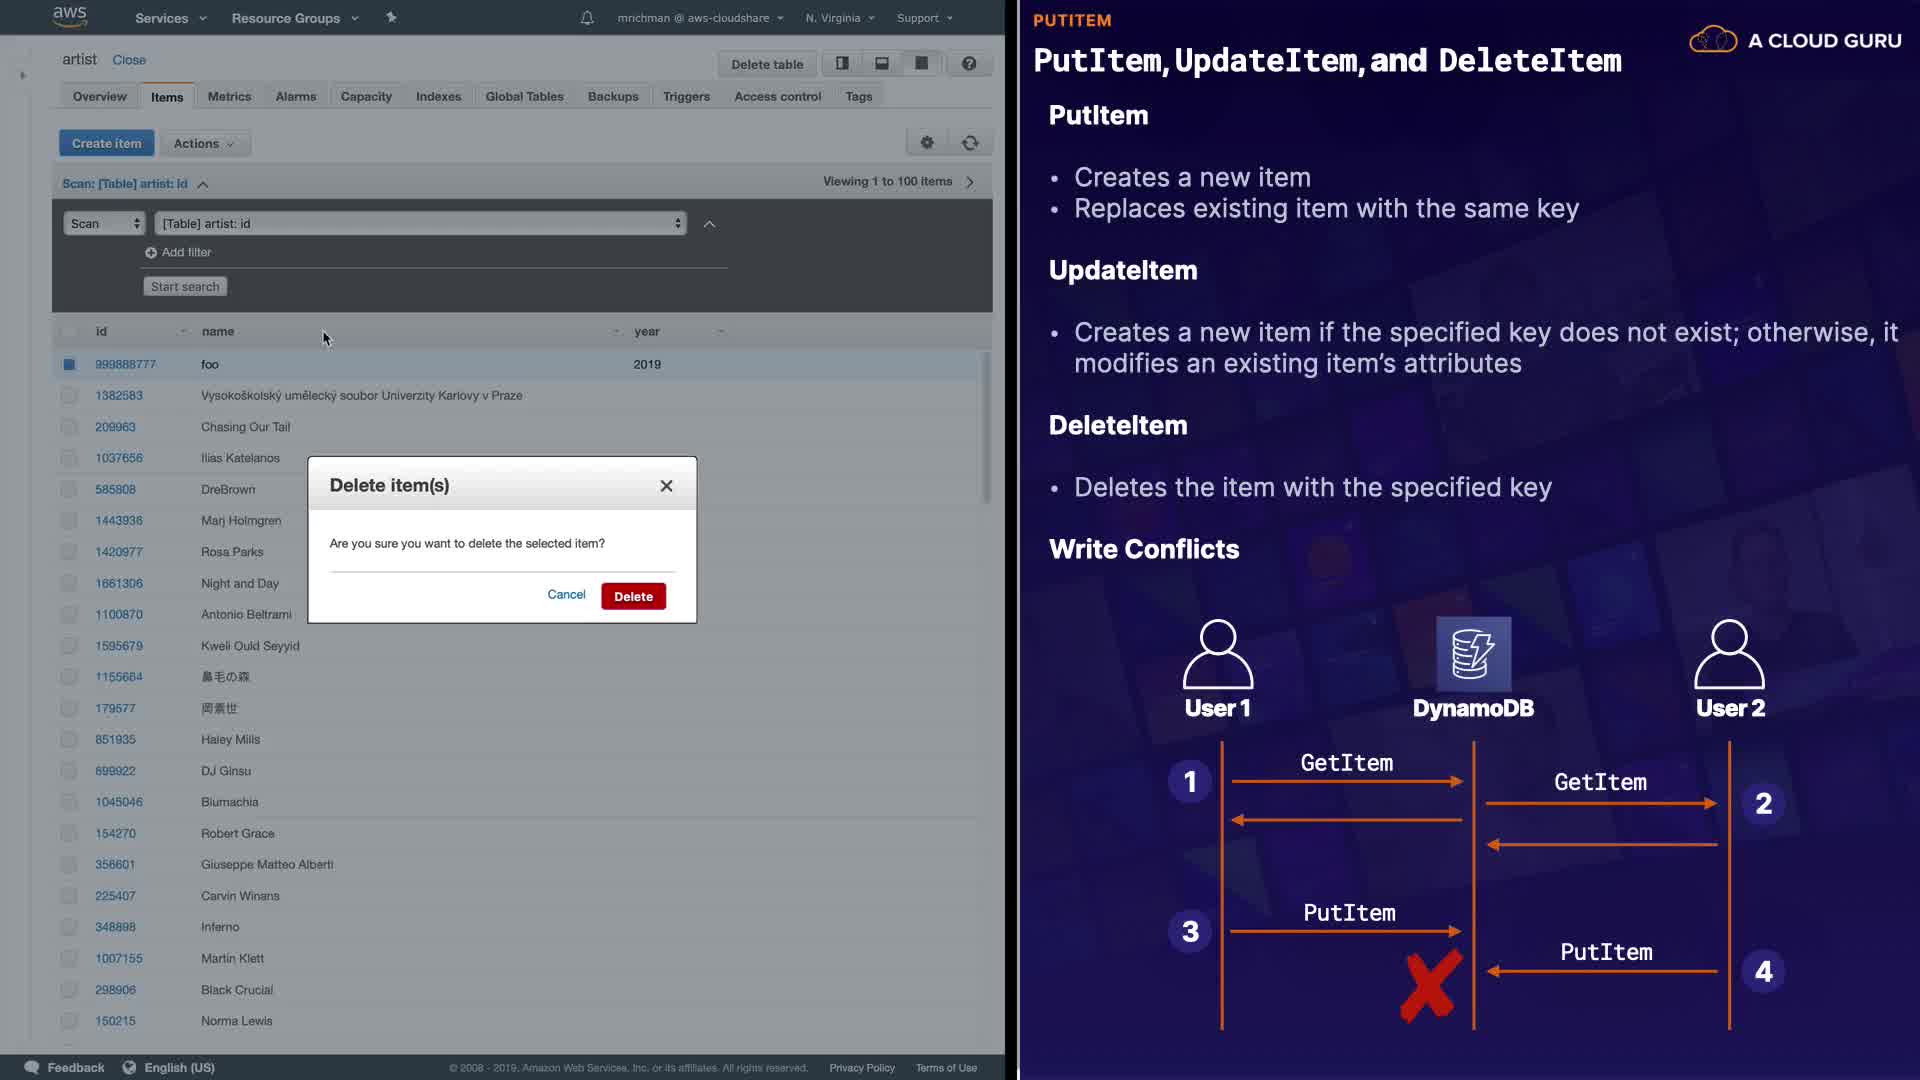 aws
Services
Resource Groups
mrichman @ aws-cloudshare
N. Virginia
Support
artist
Close
Delete table
Overview
Items
Metrics
Alarms
Capacity
Indexes
Global Tables
Backups
Triggers
Access control
Tags
Create item
Actions
Scan: [Table] artist: id
Viewing 1 to 100 items
Scan
[Table] artist: id
Add filter
Start search
id name year
999888777 foo 2019
1382583 Vysokoškolský umělecký soubor Univerzity Karlovy v Praze
209963 Chasing Our Tail
1037656 Ilias Katelanos
585808 DreBrown
1443936 Marj Holmgren
1420977 Rosa Parks
1661306 Night and Day
1100870 Antonio Beltrami
1595679 Kweli Ould Seyyid
1155664 鼻毛の森
179577 岡素世
851935 Haley Mills
699922 DJ Ginsu
1045046 Blumachia
154270 Robert Grace
356601 Giuseppe Matteo Alberti
225407 Carvin Winans
348898 Inferno
1007155 Martin Klett
298906 Black Crucial
150215 Norma Lewis
Delete item(s)
Are you sure you want to delete the selected item?
Cancel
Delete
Feedback
English (US)
© 2008 - 2019, Amazon Web Services, Inc. or its affiliates. All rights reserved.
Privacy Policy
Terms of Use
PUTITEM
A CLOUD GURU
PutItem, UpdateItem, and DeleteItem
PutItem
• Creates a new item
• Replaces existing item with the same key
UpdateItem
• Creates a new item if the specified key does not exist; otherwise, it
modifies an existing item's attributes
DeleteItem
• Deletes the item with the specified key
Write Conflicts
User 1
DynamoDB
User 2
1
GetItem
GetItem
2
3
PutItem
PutItem
4